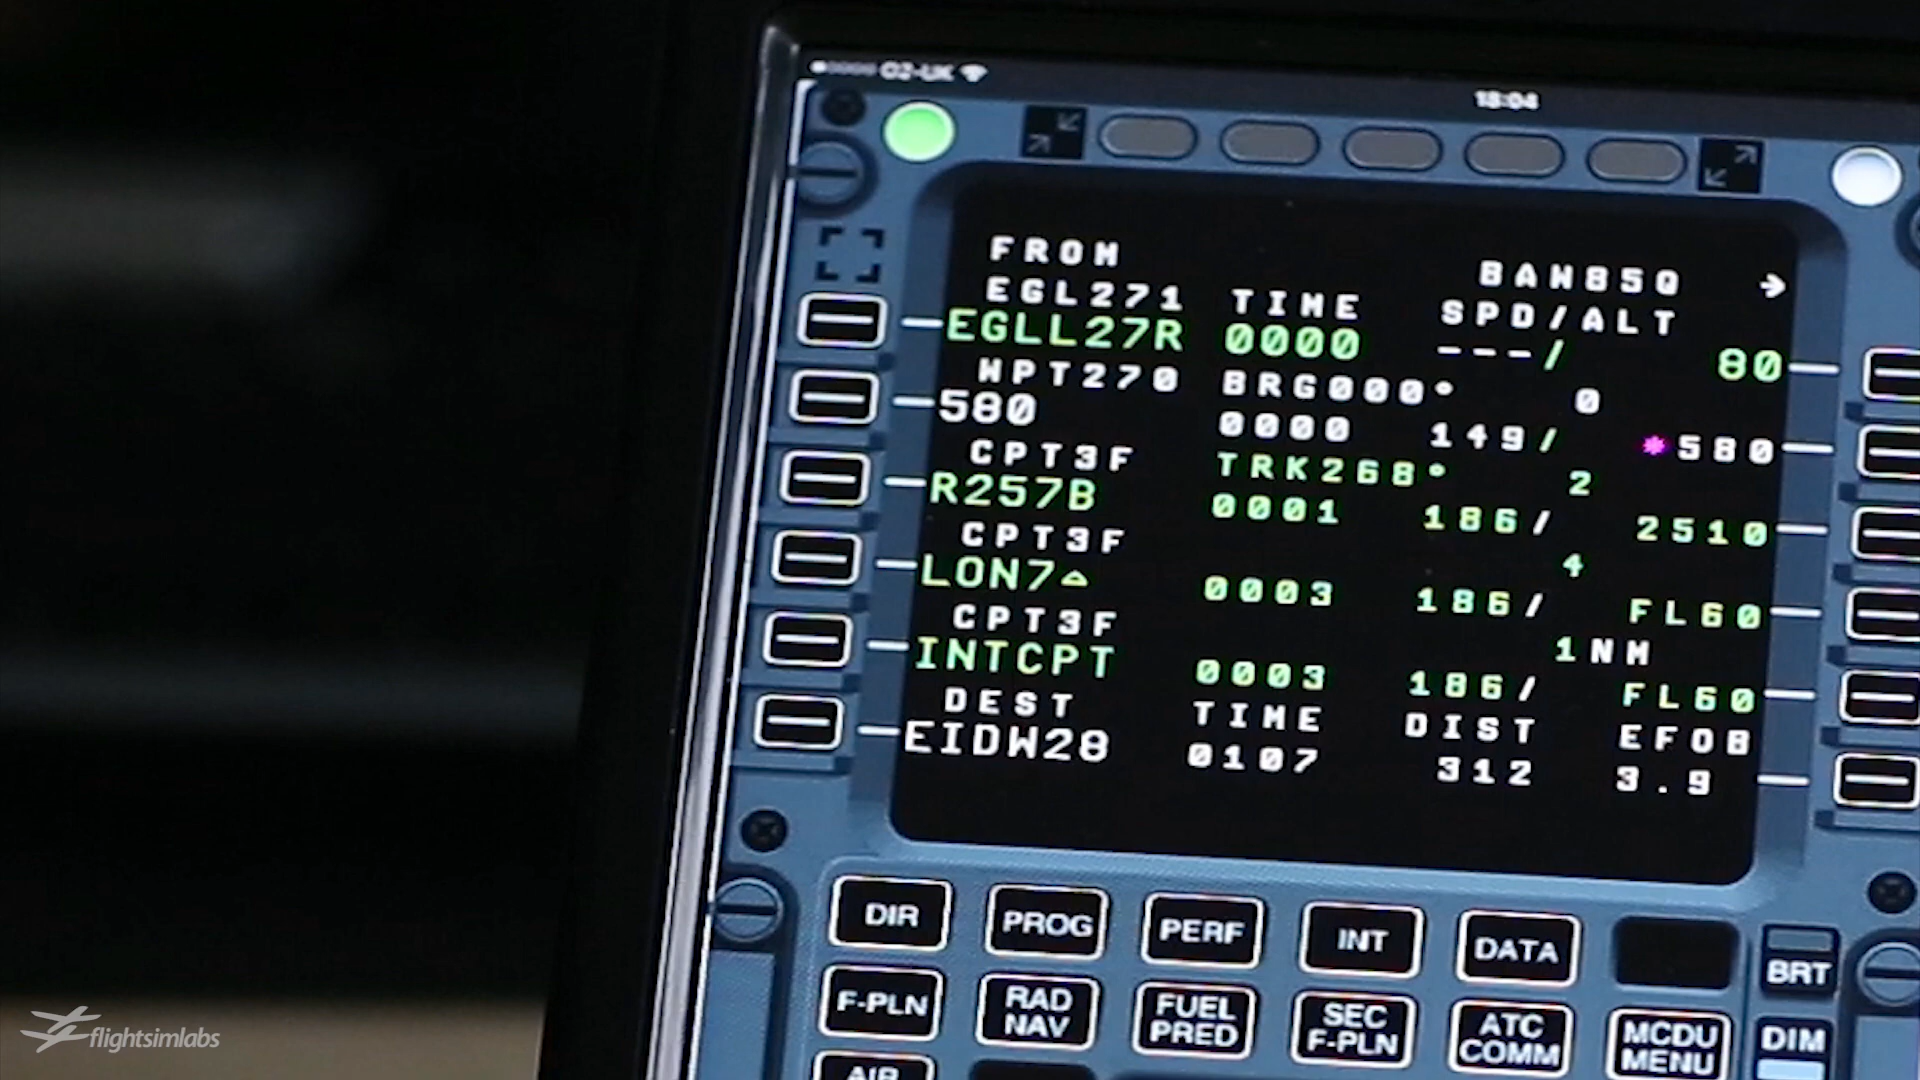 O2-UK
18:04
FROM BAW85Q →
EGL271 TIME SPD/ALT
EGLL27R 0000 ---/ 80
WPT270 BRG000° 0
580 0000 149/ *580
CPT3F TRK268° 2
R257B 0001 186/ 2510
CPT3F 4
LON7 0003 186/ FL60
CPT3F 1NM
INTCPT 0003 186/ FL60
DEST TIME DIST EFOB
EIDW28 0107 312 3.9
DIR PROG PERF INT DATA
BRT
F-PLN RAD NAV FUEL PRED SEC F-PLN ATC COMM MCDU MENU
DIM
AIR
flightsimlabs